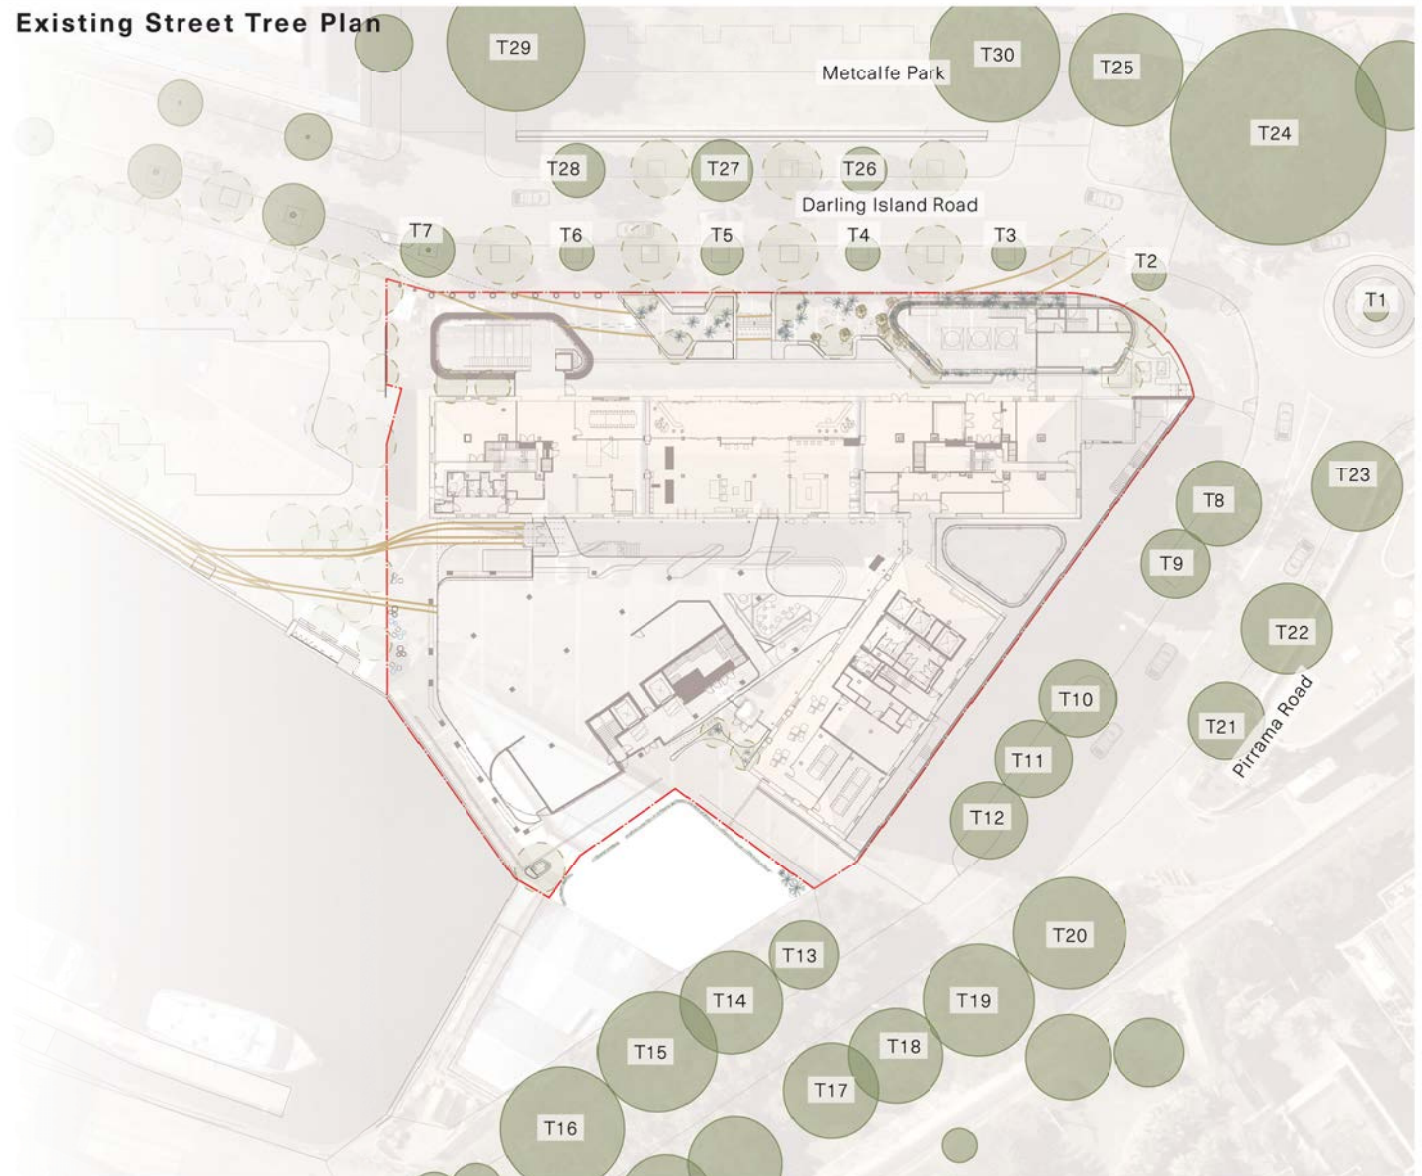 Existing Street Tree Plan
T29
T30
T25
Metcalfe Park
T24
T28
T27
T26
Darling Island Road
T7
T6
T5
T4
T3
T2
T1
T23
T8
T9
T22
T10
T21
Pirrama Road
T11
T12
T20
T13
T14
T19
T15
T18
T17
T16